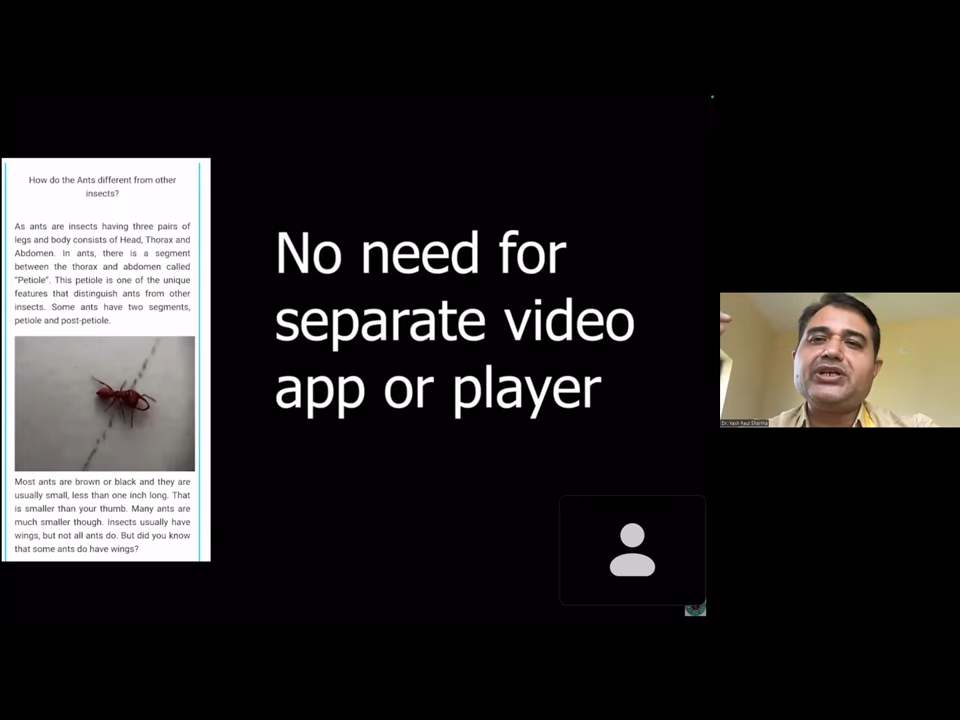 How do the Ants different from other
insects?
As ants are insects having three pairs of
legs and body consists of Head, Thorax and
Abdomen. In ants, there is a segment
between the thorax and abdomen called
"Petiole". This petiole is one of the unique
features that distinguish ants from other
insects. Some ants have two segments,
petiole and post-petiole.
Most ants are brown or black and they are
usually small, less than one inch long. That
is smaller than your thumb. Many ants are
much smaller though. Insects usually have
wings, but not all ants do. But did you know
that some ants do have wings?
No need for
separate video
app or player
Dr. Yash Paul Sharma